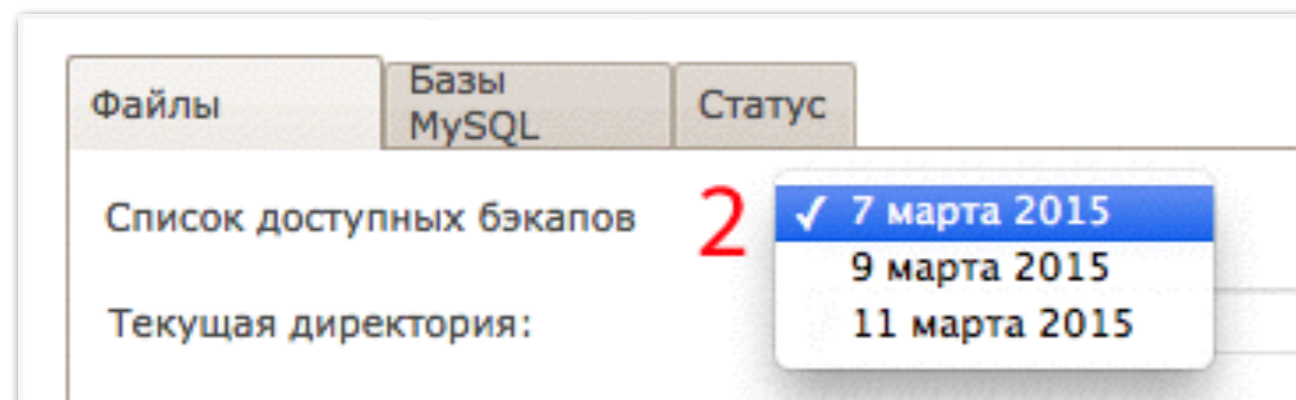 Файлы
Базы
MySQL
Статус
Список доступных бэкапов
2
✓ 7 марта 2015
9 марта 2015
11 марта 2015
Текущая директория: